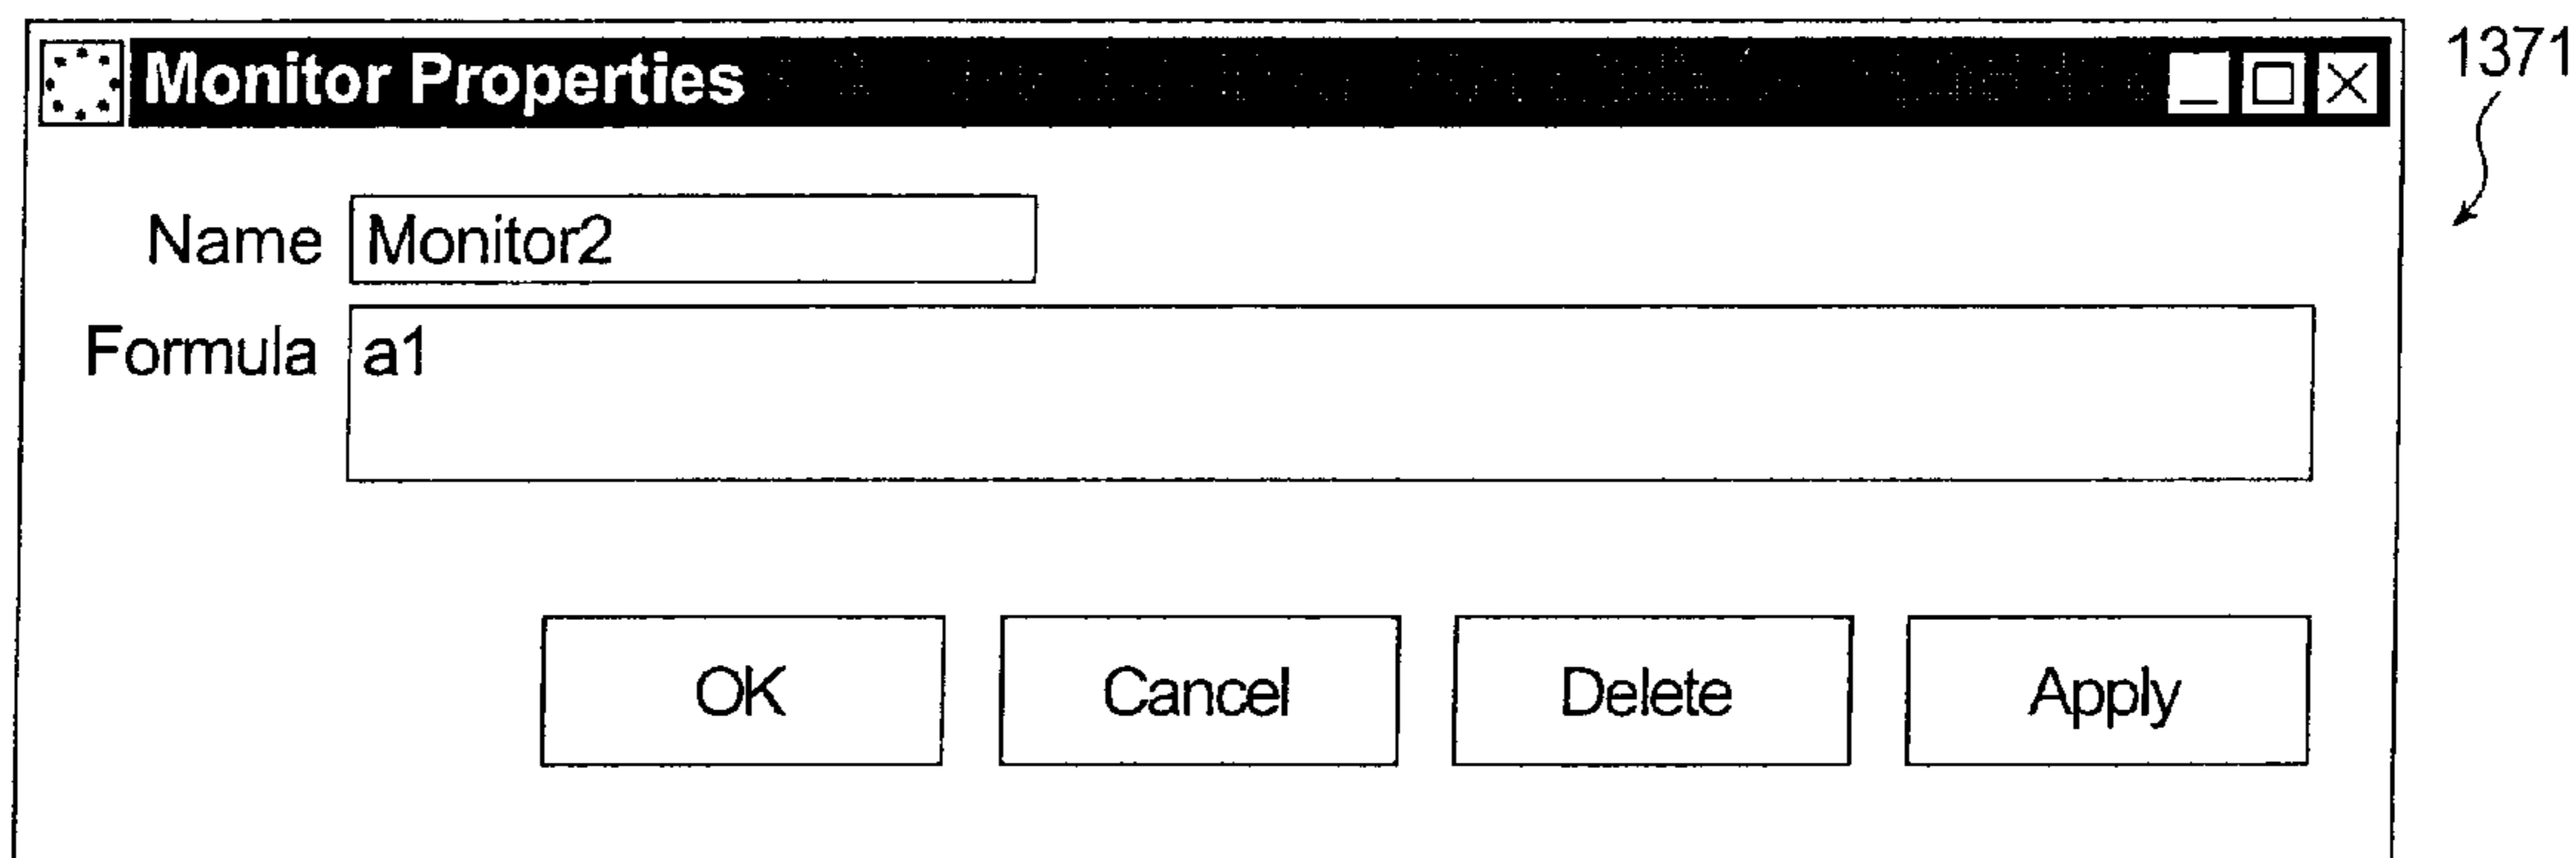 Monitor Properties
1371
Name Monitor2
Formula a1
OK Cancel Delete Apply